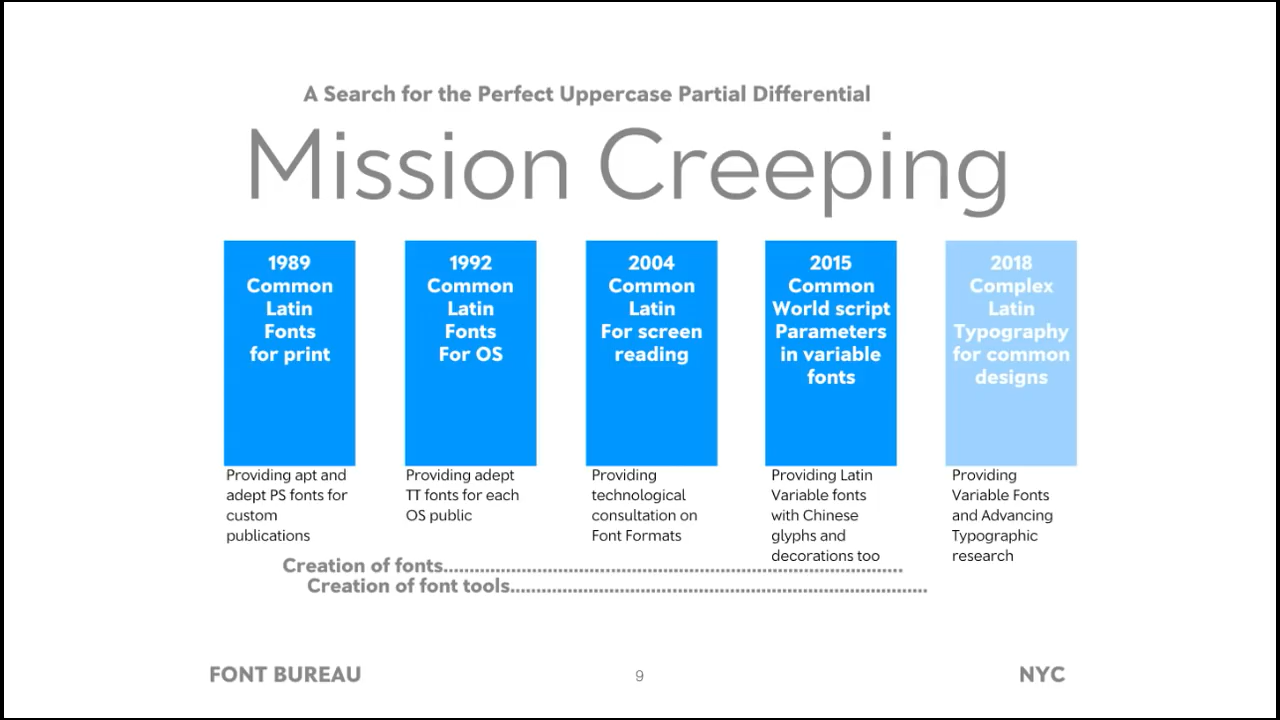 A Search for the Perfect Uppercase Partial Differential
Mission Creeping
1989
Common
Latin
Fonts
for print
1992
Common
Latin
Fonts
For OS
2004
Common
Latin
For screen
reading
2015
Common
World script
Parameters
in variable
fonts
2018
Complex
Latin
Typography
for common
designs
Providing apt and
adept PS fonts for
custom
publications
Providing adept
TT fonts for each
OS public
Providing
technological
consultation on
Font Formats
Providing Latin
Variable fonts
with Chinese
glyphs and
decorations too
Providing
Variable Fonts
and Advancing
Typographic
research
Creation of fonts................................................................................
Creation of font tools.........................................................................
FONT BUREAU
9
NYC